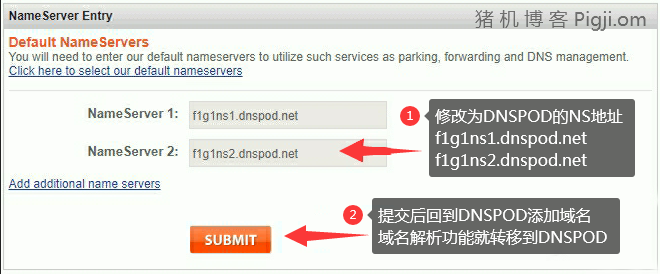 NameServer Entry
猪机博客 Pigji.om
Default NameServers
You will need to enter our default nameservers to utilize such services as parking, forwarding and DNS management.
Click here to select our default nameservers
NameServer 1:
f1g1ns1.dnspod.net
NameServer 2:
f1g1ns2.dnspod.net
1
修改为DNSPOD的NS地址
f1g1ns1.dnspod.net
f1g1ns2.dnspod.net
Add additional name servers
SUBMIT
2
提交后回到DNSPOD添加域名
域名解析功能就转移到DNSPOD